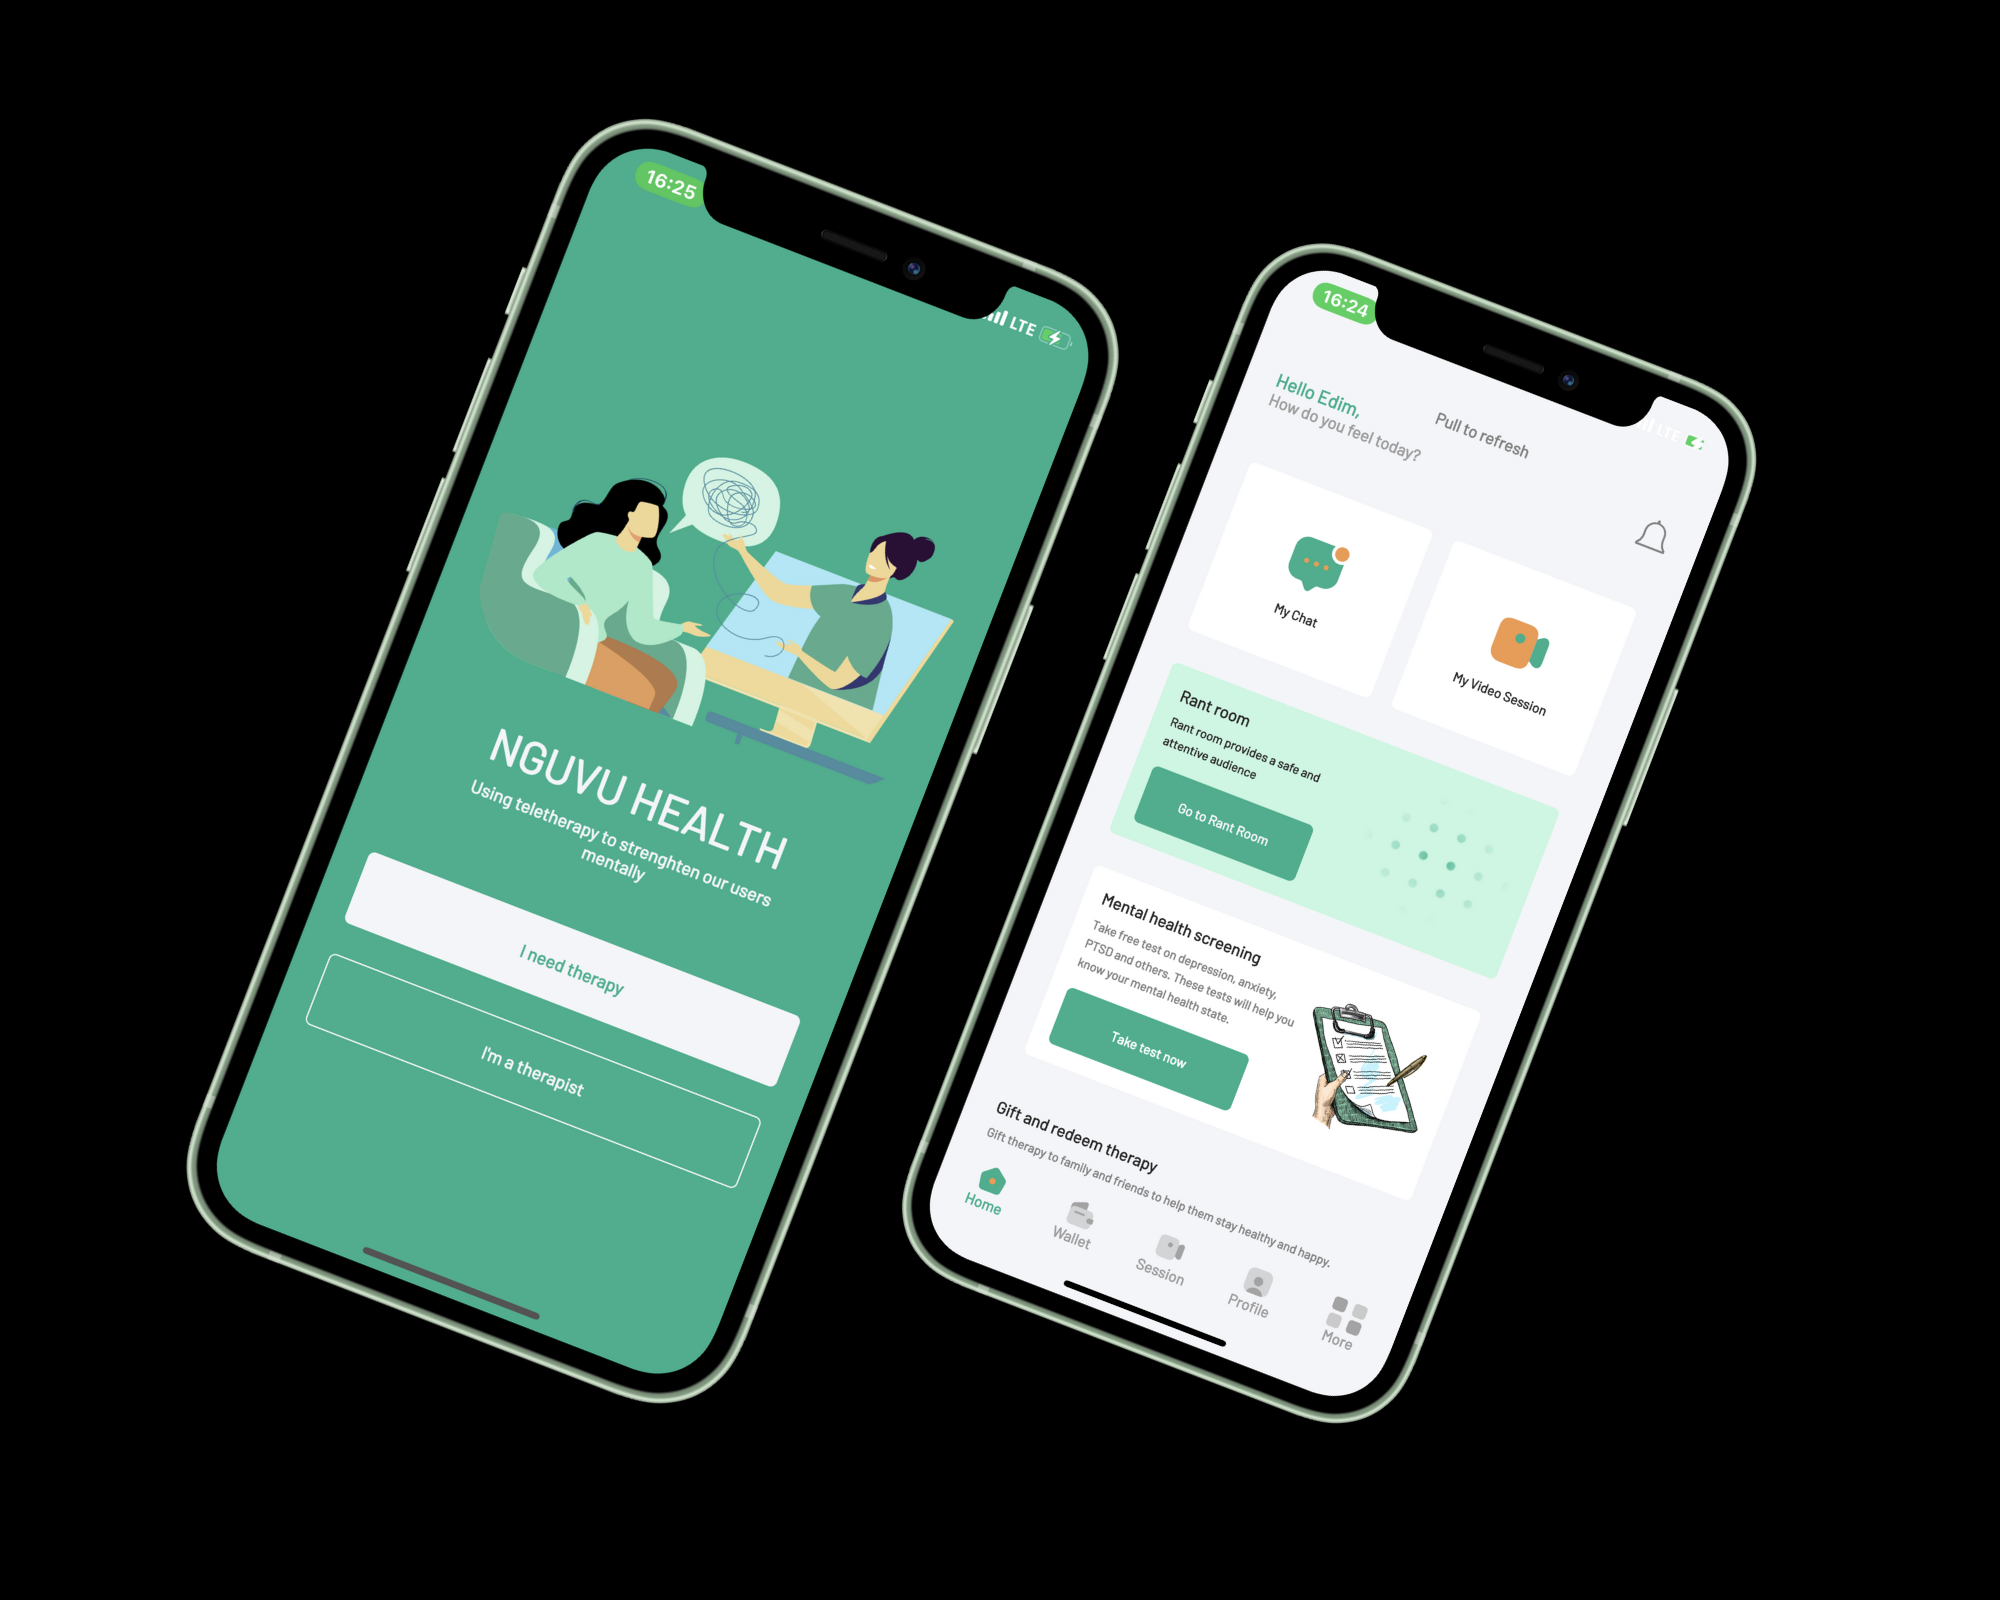 16:25
LTE
NGUVU HEALTH
Using teletherapy to strenghten our users
mentally
I need therapy
I'm a therapist
16:24
LTE
Hello Edim,
How do you feel today?
Pull to refresh
My Chat
My Video Session
Rant room
Rant room provides a safe and
attentive audience
Go to Rant Room
Mental health screening
Take free test on depression, anxiety,
PTSD and others. These tests will help you
know your mental health state.
Take test now
Gift and redeem therapy
Gift therapy to family and friends to help them stay healthy and happy.
Home
Wallet
Session
Profile
More